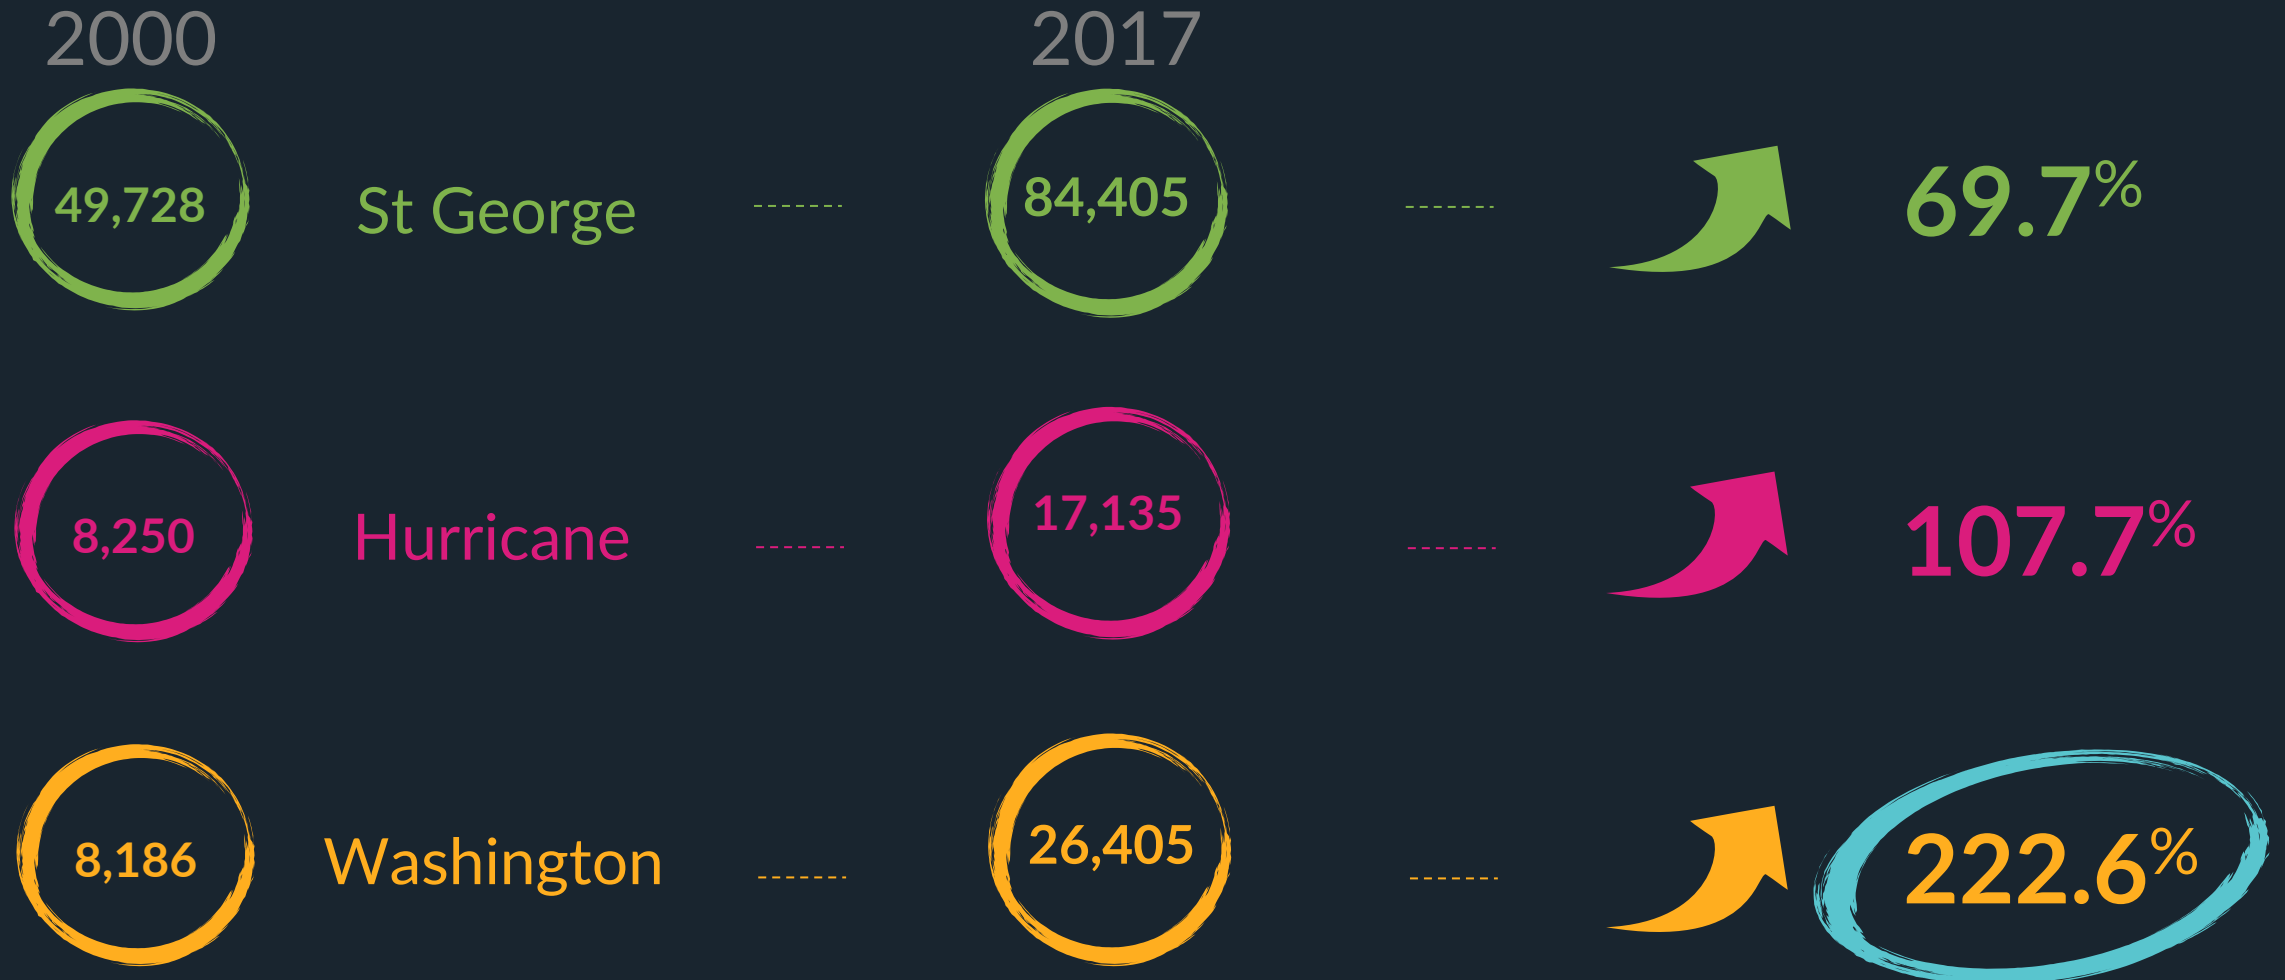 2000 2017
49,728 St George 84,405 69.7%
8,250 Hurricane 17,135 107.7%
8,186 Washington 26,405 222.6%